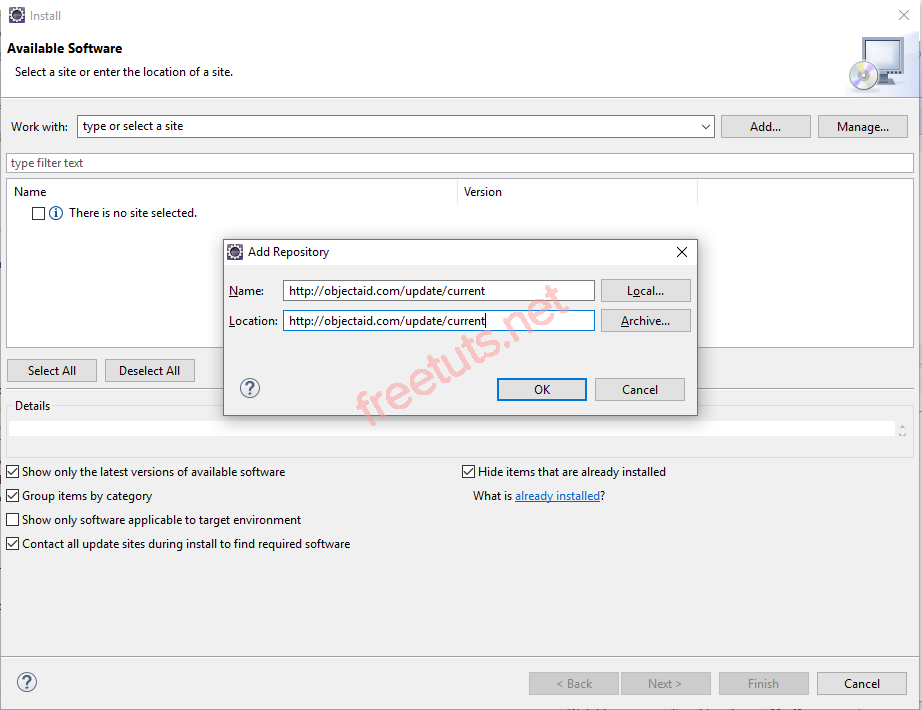 Install
Available Software
Select a site or enter the location of a site.
Work with: type or select a site Add... Manage...
type filter text
Name Version
There is no site selected.
Add Repository
Name: http://objectaid.com/update/current Local...
Location: http://objectaid.com/update/current Archive...
freetuts.net
Select All Deselect All
OK Cancel
Details
Show only the latest versions of available software Hide items that are already installed
Group items by category What is already installed?
Show only software applicable to target environment
Contact all update sites during install to find required software
< Back Next > Finish Cancel